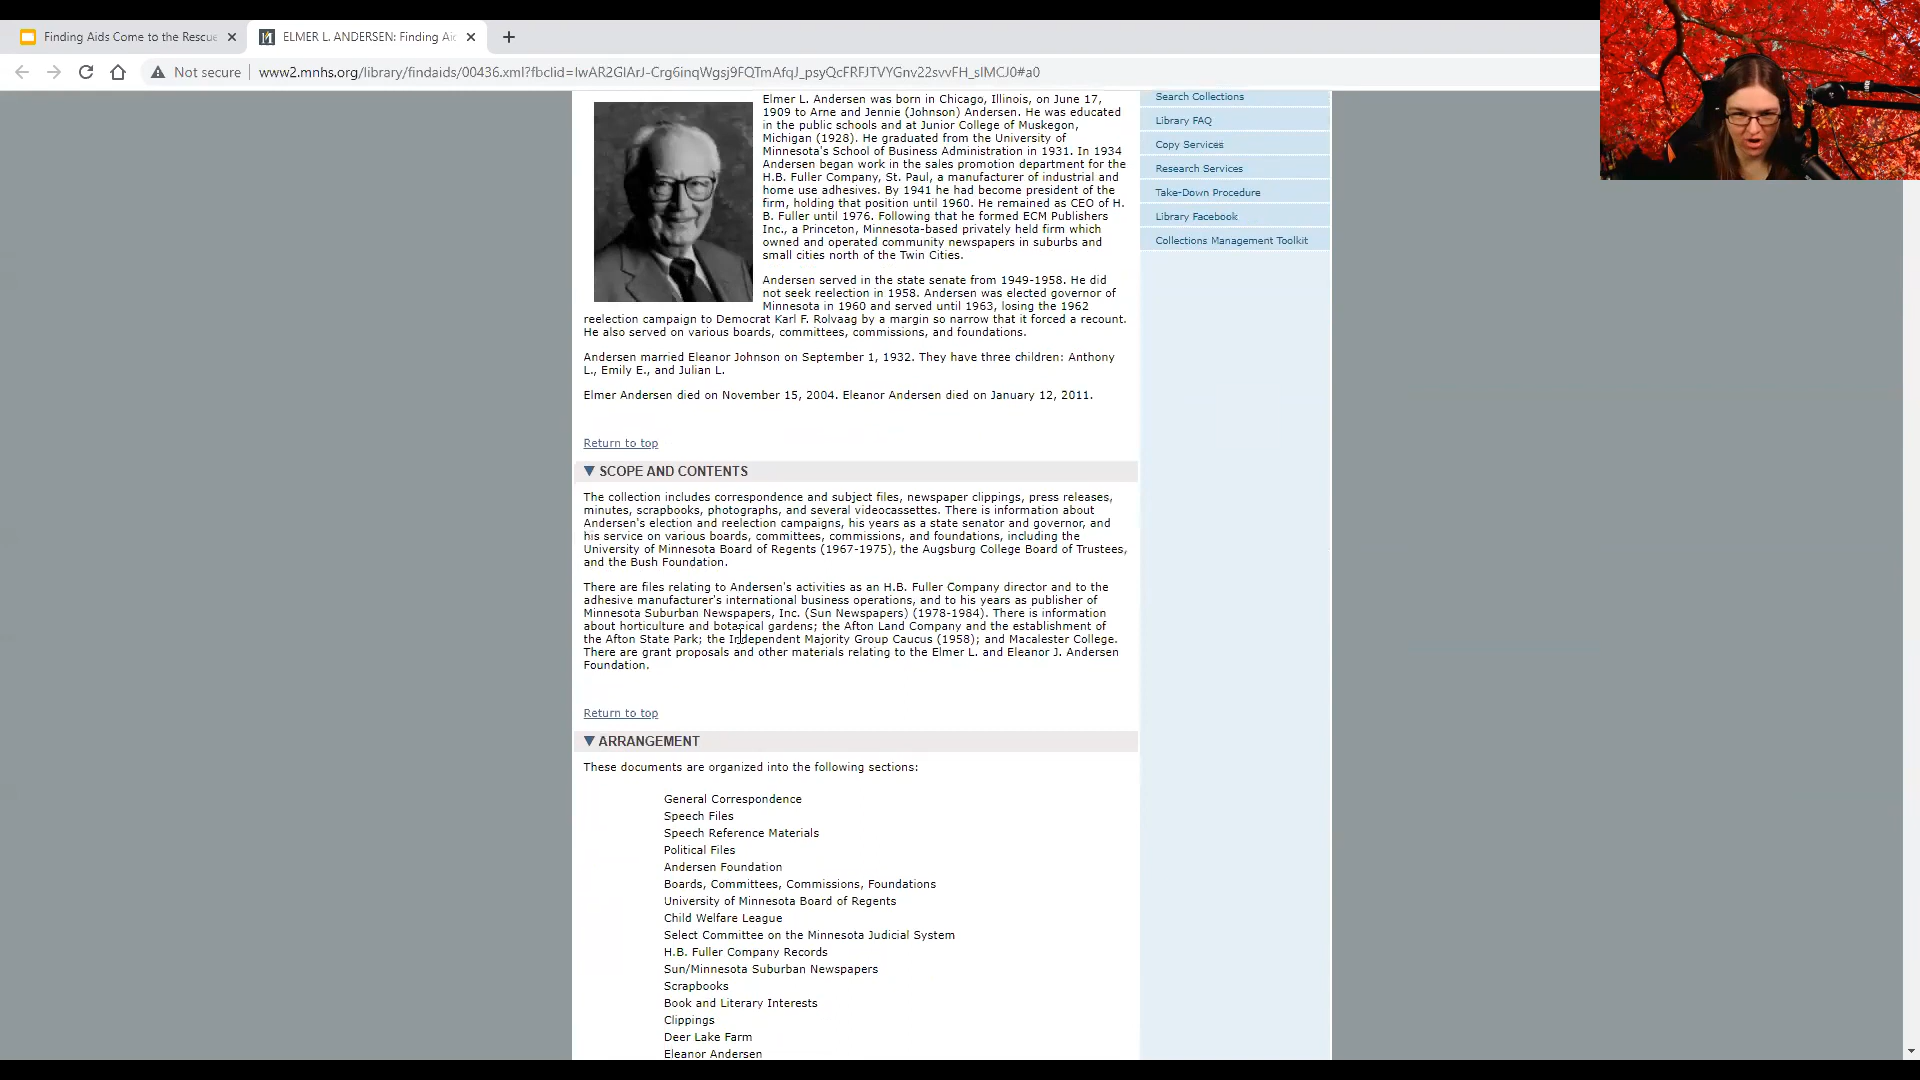 Finding Aids Come to the Rescue
ELMER L. ANDERSEN: Finding Aid
Not secure
www2.mnhs.org/library/findaids/00436.xml?fbclid=IwAR2GlArJ-Crg6inqWgsj9FQTmAfqJ_psyQcFRFJTVYGnv22svvFH_slMCJ0#a0
Elmer L. Andersen was born in Chicago, Illinois, on June 17,
1909 to Arne and Jennie (Johnson) Andersen. He was educated
in the public schools and at Junior College of Muskegon,
Michigan (1928). He graduated from the University of
Minnesota's School of Business Administration in 1931. In 1934
Andersen began work in the sales promotion department for the
H.B. Fuller Company, St. Paul, a manufacturer of industrial and
home use adhesives. By 1941 he had become president of the
firm, holding that position until 1960. He remained as CEO of H.
B. Fuller until 1976. Following that he formed ECM Publishers
Inc., a Princeton, Minnesota-based privately held firm which
owned and operated community newspapers in suburbs and
small cities north of the Twin Cities.
Andersen served in the state senate from 1949-1958. He did
not seek reelection in 1958. Andersen was elected governor of
Minnesota in 1960 and served until 1963, losing the 1962
reelection campaign to Democrat Karl F. Rolvaag by a margin so narrow that it forced a recount.
He also served on various boards, committees, commissions, and foundations.
Andersen married Eleanor Johnson on September 1, 1932. They have three children: Anthony
L., Emily E., and Julian L.
Elmer Andersen died on November 15, 2004. Eleanor Andersen died on January 12, 2011.
Return to top
SCOPE AND CONTENTS
The collection includes correspondence and subject files, newspaper clippings, press releases,
minutes, scrapbooks, photographs, and several videocassettes. There is information about
Andersen's election and reelection campaigns, his years as a state senator and governor, and
his service on various boards, committees, commissions, and foundations, including the
University of Minnesota Board of Regents (1967-1975), the Augsburg College Board of Trustees,
and the Bush Foundation.
There are files relating to Andersen's activities as an H.B. Fuller Company director and to the
adhesive manufacturer's international business operations, and to his years as publisher of
Minnesota Suburban Newspapers, Inc. (Sun Newspapers) (1978-1984). There is information
about horticulture and botanical gardens; the Afton Land Company and the establishment of
the Afton State Park; the Independent Majority Group Caucus (1958); and Macalester College.
There are grant proposals and other materials relating to the Elmer L. and Eleanor J. Andersen
Foundation.
Return to top
ARRANGEMENT
These documents are organized into the following sections:
General Correspondence
Speech Files
Speech Reference Materials
Political Files
Andersen Foundation
Boards, Committees, Commissions, Foundations
University of Minnesota Board of Regents
Child Welfare League
Select Committee on the Minnesota Judicial System
H.B. Fuller Company Records
Sun/Minnesota Suburban Newspapers
Scrapbooks
Book and Literary Interests
Clippings
Deer Lake Farm
Eleanor Andersen
Search Collections
Library FAQ
Copy Services
Research Services
Take-Down Procedure
Library Facebook
Collections Management Toolkit